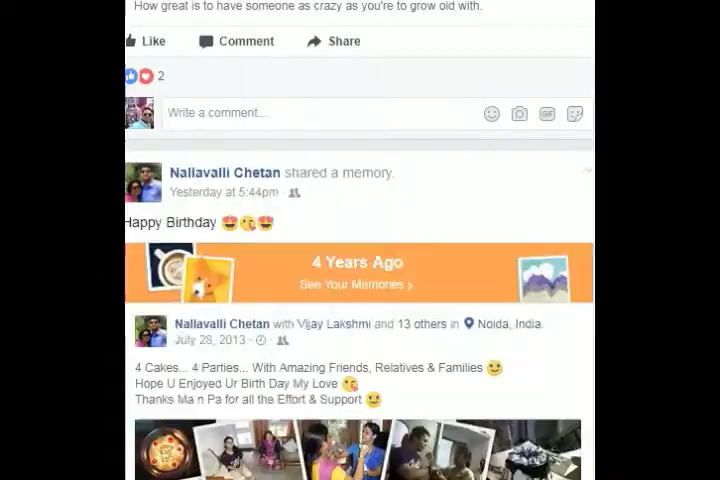 How great is to have someone as crazy as you're to grow old with.
Like Comment Share
2
Write a comment...
GIF
Nallavalli Chetan shared a memory.
Yesterday at 5:44pm ·
Happy Birthday
4 Years Ago
See Your Memories ›
Nallavalli Chetan with Vijay Lakshmi and 13 others in Noida, India.
July 28, 2013 ·
4 Cakes... 4 Parties... With Amazing Friends, Relatives & Families
Hope U Enjoyed Ur Birth Day My Love
Thanks Ma n Pa for all the Effort & Support